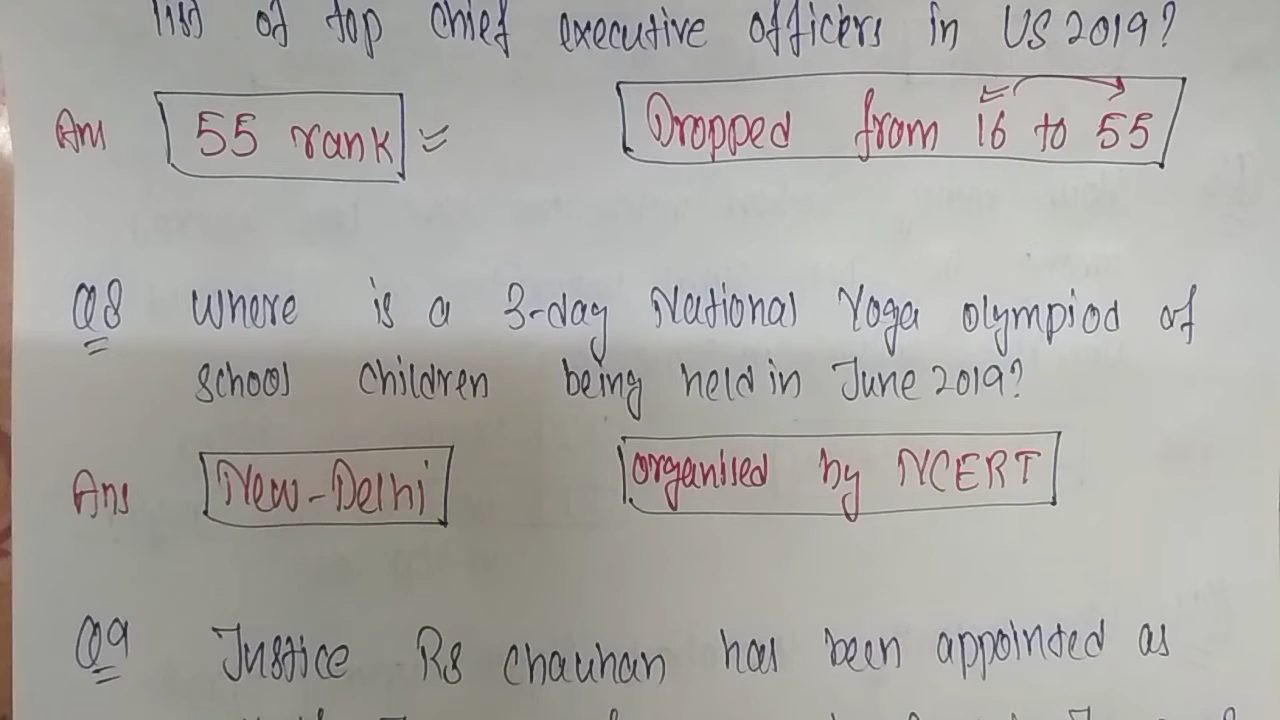 list of top chief executive officers in US 2019?
Ans 55 rank Dropped from 16 to 55
Q8 Where is a 3-day National Yoga olympiad of
school children being held in June 2019?
Ans New-Delhi organised by NCERT
Q9 Justice RS chauhan has been appointed as